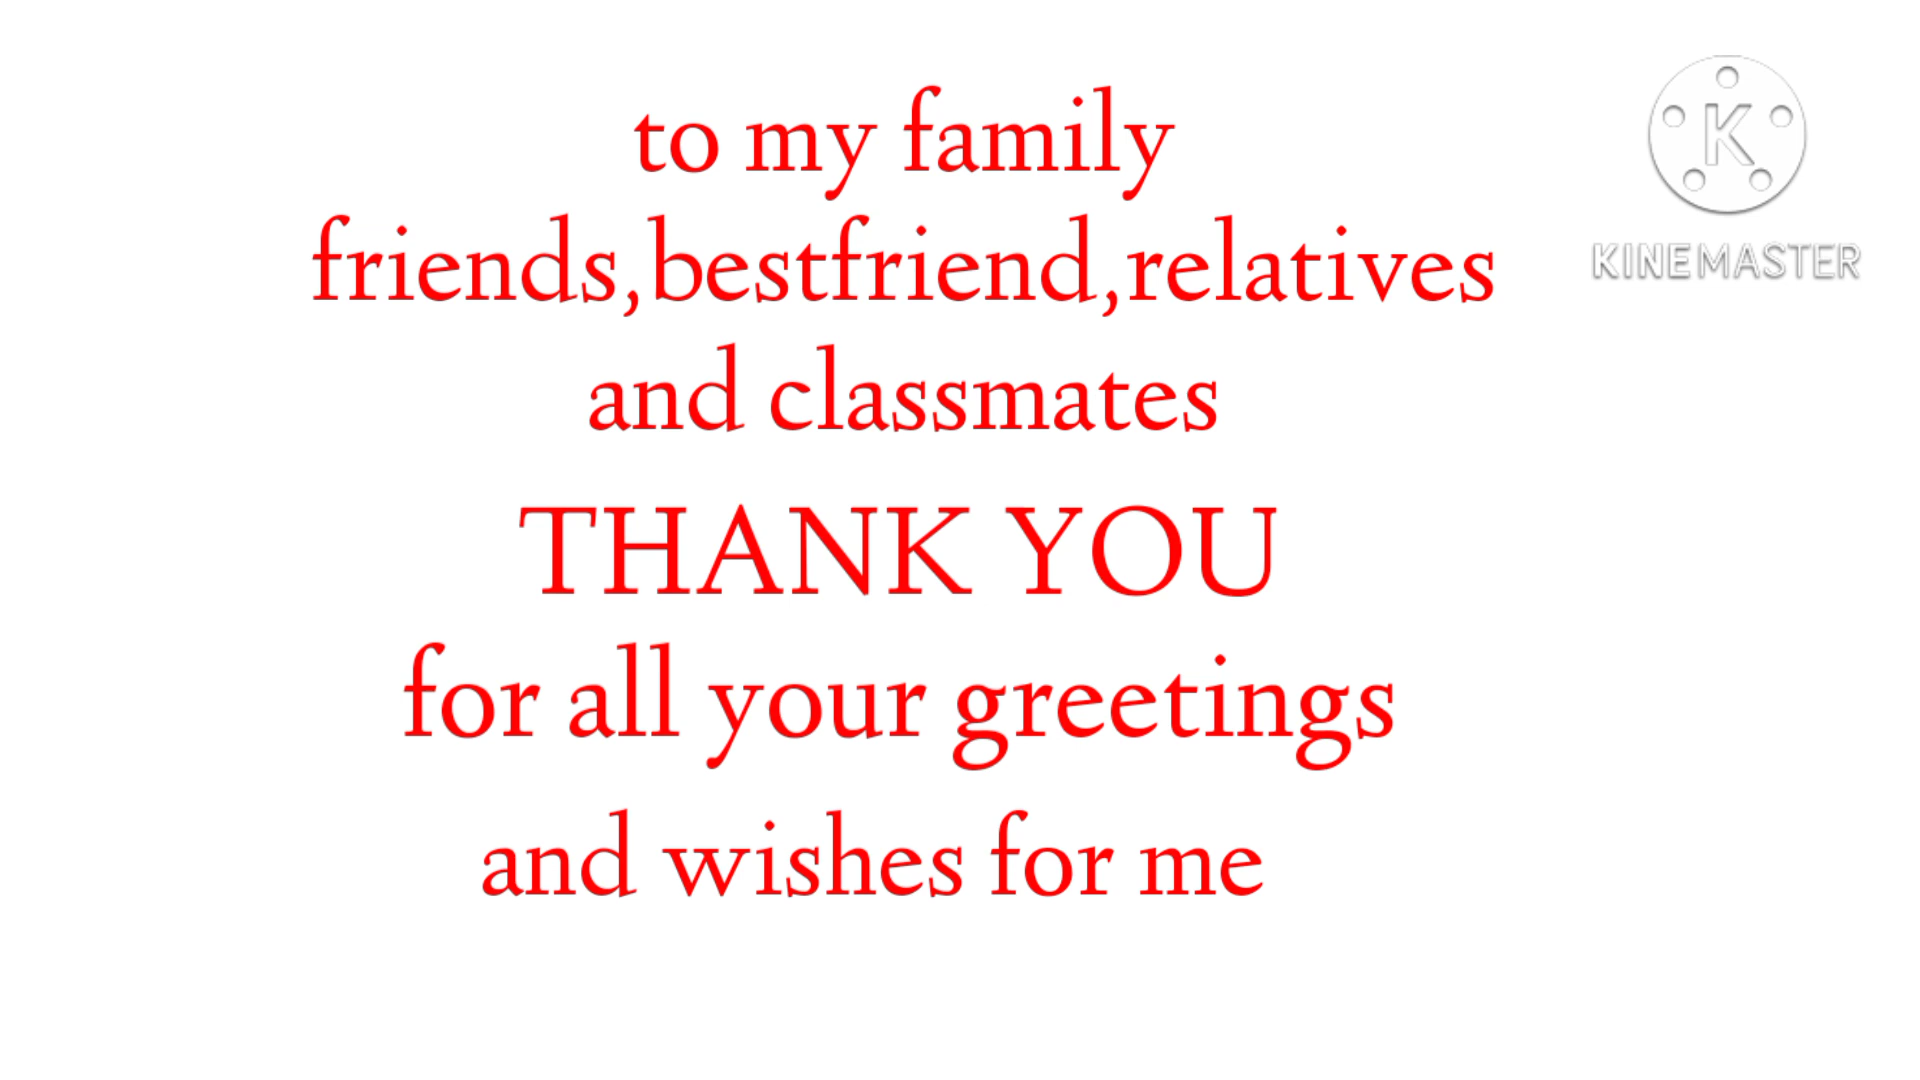 to my family
friends,bestfriend,relatives
and classmates
THANK YOU
for all your greetings
and wishes for me
K
KINEMASTER